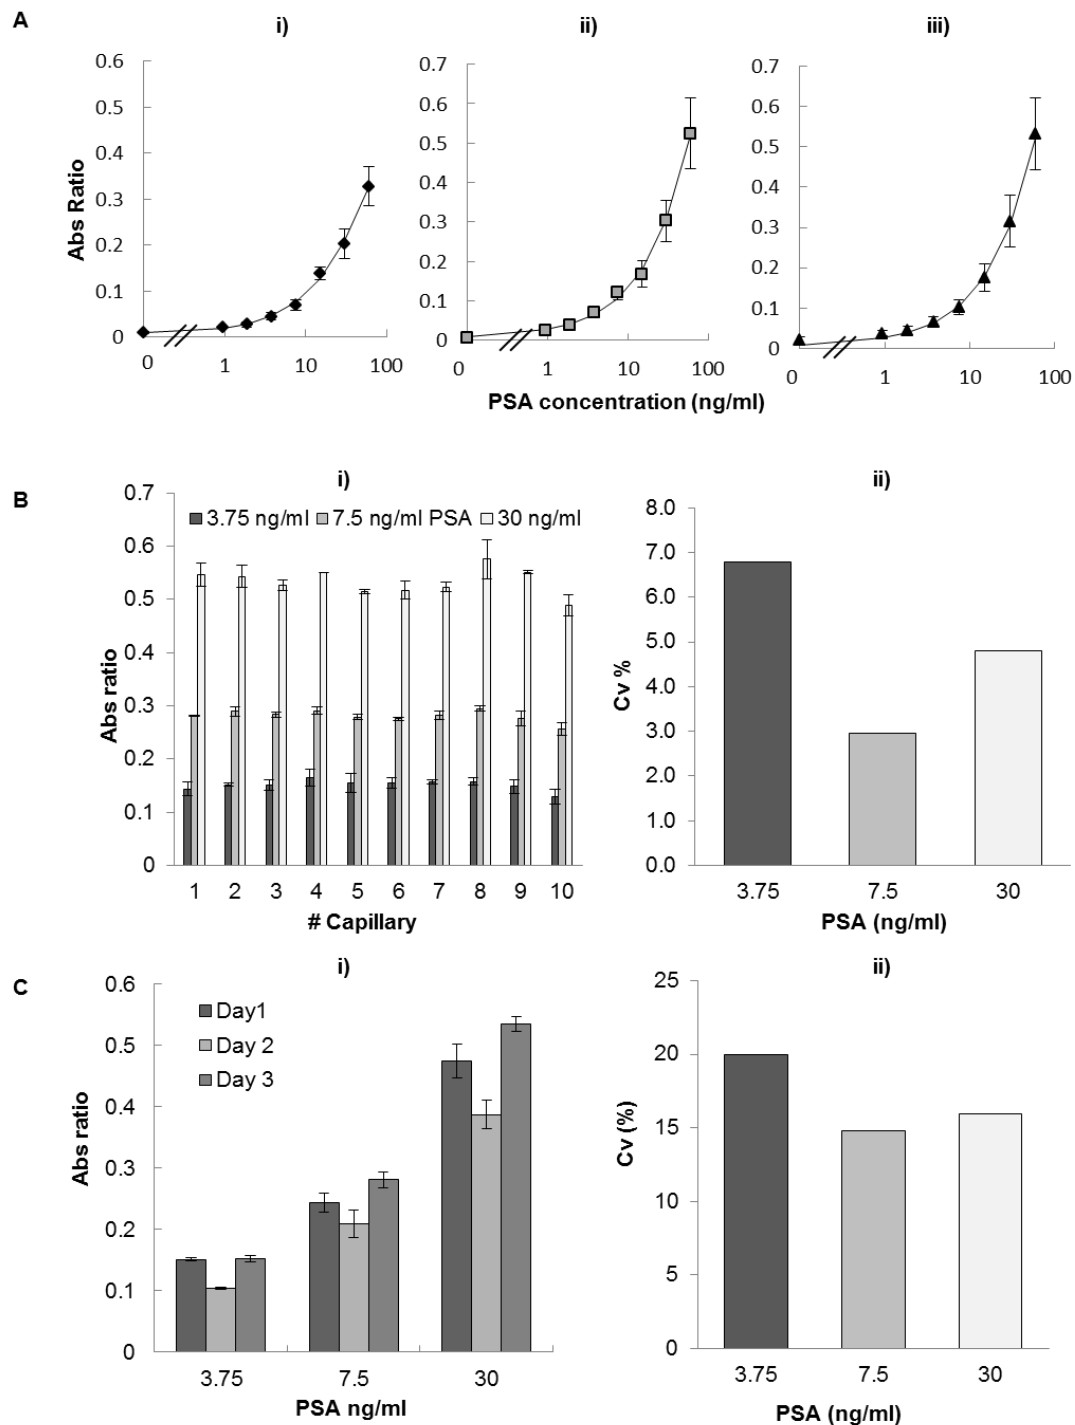 A
i)
ii)
iii)
0.6
0.5
0.4
0.3
0.2
0.1
0
0 1 10 100
Abs Ratio
0.7
0.6
0.5
0.4
0.3
0.2
0.1
0
0 1 10 100
0.7
0.6
0.5
0.4
0.3
0.2
0.1
0
0 1 10 100
PSA concentration (ng/ml)
B
i)
0.7
0.6
0.5
0.4
0.3
0.2
0.1
0
Abs ratio
3.75 ng/ml 7.5 ng/ml PSA 30 ng/ml
1 2 3 4 5 6 7 8 9 10
# Capillary
ii)
8.0
7.0
6.0
5.0
4.0
3.0
2.0
1.0
0.0
Cv %
3.75 7.5 30
PSA (ng/ml)
C
i)
0.6
0.5
0.4
0.3
0.2
0.1
0
Abs ratio
Day1
Day 2
Day 3
3.75 7.5 30
PSA ng/ml
ii)
25
20
15
10
5
0
Cv (%)
3.75 7.5 30
PSA (ng/ml)